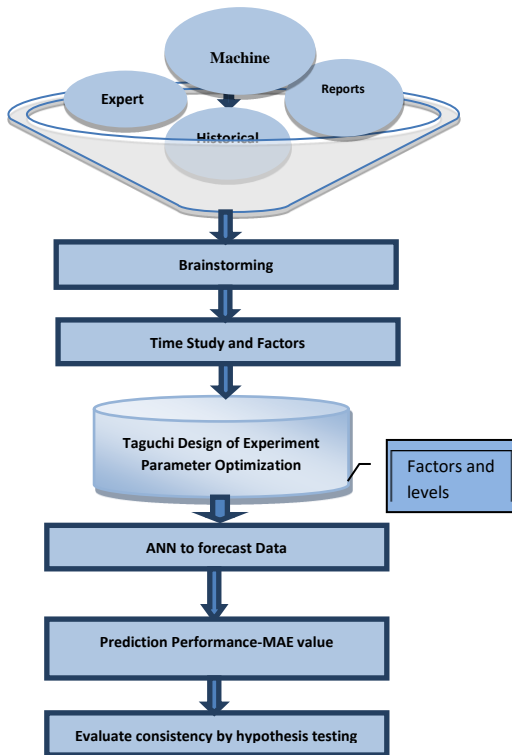 Machine
Expert
Reports
Historical
Brainstorming
Time Study and Factors
Taguchi Design of Experiment
Parameter Optimization
Factors and
levels
ANN to forecast Data
Prediction Performance-MAE value
Evaluate consistency by hypothesis testing